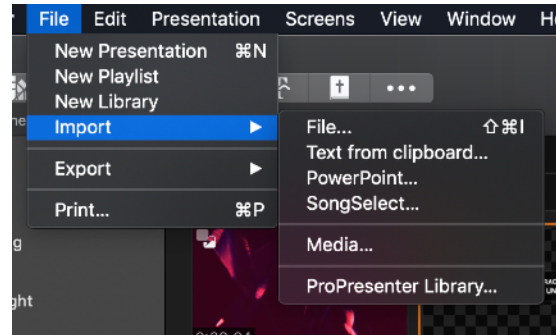 File Edit Presentation Screens View Window
New Presentation ⌘N
New Playlist
New Library
Import ▶
Export ▶
Print... ⌘P
File... ⇧⌘I
Text from clipboard...
PowerPoint...
SongSelect...
Media...
ProPresenter Library...